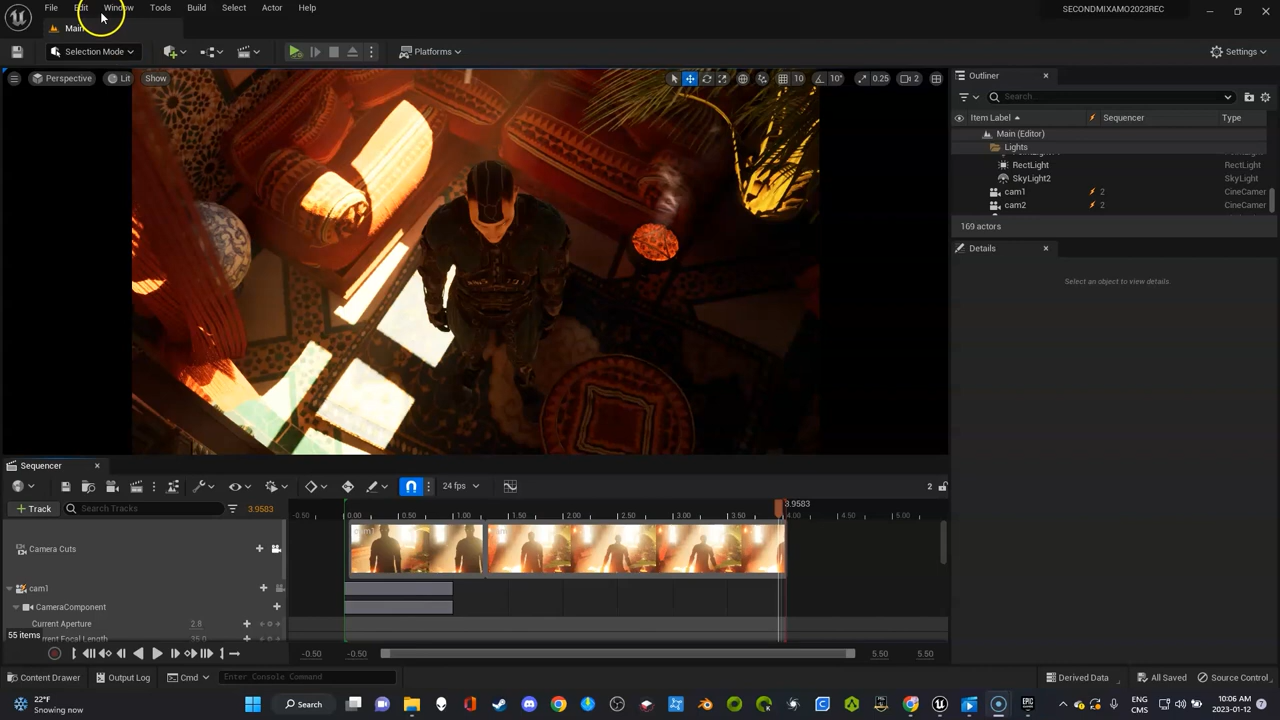 File Edit Window Tools Build Select Actor Help SECONDMIXAMO2023REC
Main
Selection Mode Platforms Settings
Perspective Lit Show 10 10° 0.25 2
Outliner
Search...
Item Label Sequencer Type
Main (Editor)
Lights
RectLight RectLight
SkyLight2 SkyLight
cam1 2 CineCamer
cam2 2 CineCamer
169 actors
Details
Select an object to view details
Sequencer
24 fps 2
Track Search Tracks 3.9583 -0.50 0.00 0.50 1.00 1.50 2.00 2.50 3.00 3.50 3.9583 4.00 4.50 5.00
Camera Cuts
cam1
CameraComponent
Current Aperture 2.8
55 items rrent Focal Length 35.0
-0.50 -0.50 5.50 5.50
Content Drawer Output Log Cmd Enter Console Command Derived Data All Saved Source Control
22°F
Snowing now
Search
ENG
CMS
10:06 AM
2023-01-12